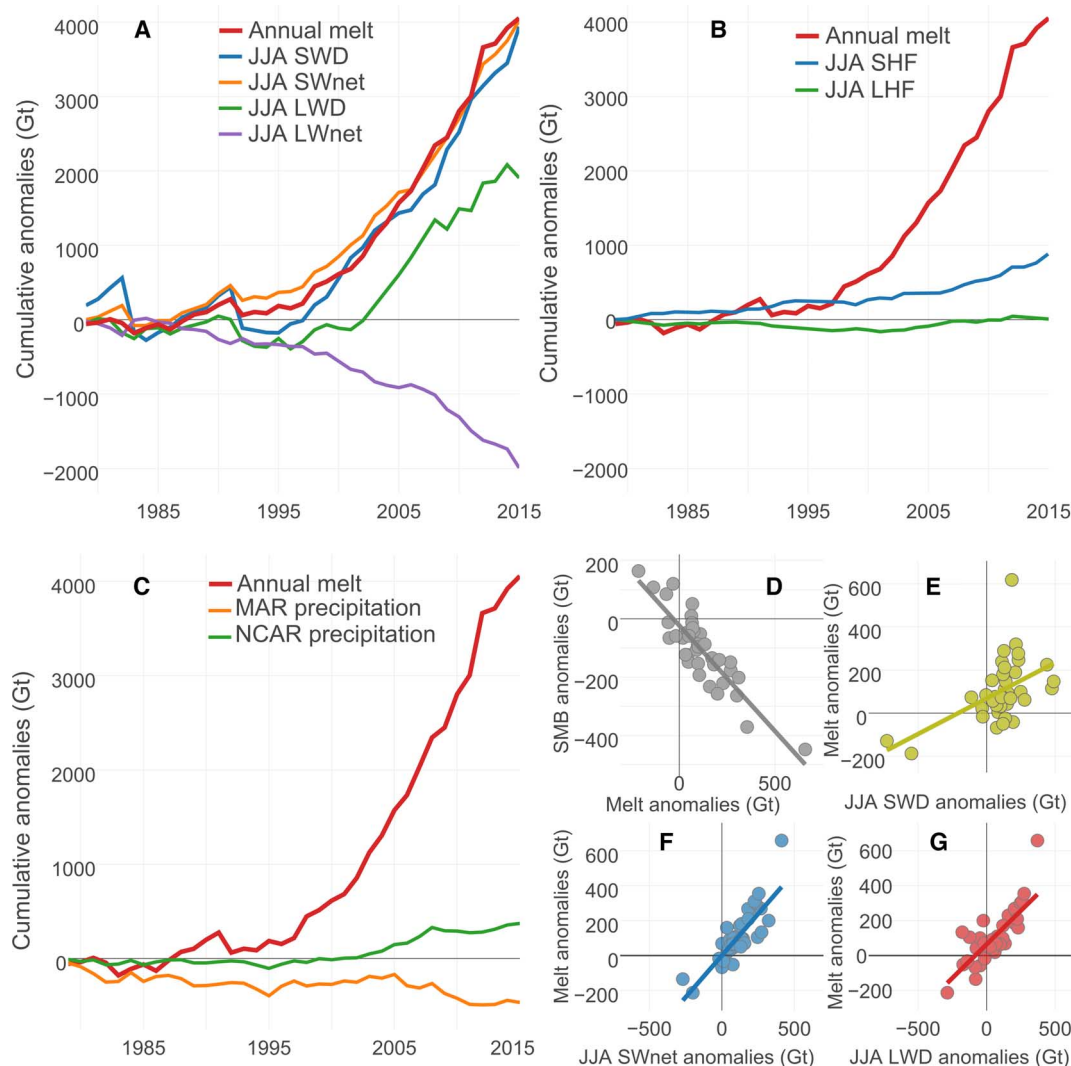 A
Annual melt
JJA SWD
JJA SWnet
JJA LWD
JJA LWnet
Cumulative anomalies (Gt)
4000
3000
2000
1000
0
−1000
−2000
1985
1995
2005
2015
B
Annual melt
JJA SHF
JJA LHF
Cumulative anomalies (Gt)
4000
3000
2000
1000
0
−1000
−2000
1985
1995
2005
2015
C
Annual melt
MAR precipitation
NCAR precipitation
Cumulative anomalies (Gt)
4000
3000
2000
1000
0
1985
1995
2005
2015
D
SMB anomalies (Gt)
200
0
−200
−400
0
500
Melt anomalies (Gt)
E
Melt anomalies (Gt)
600
400
200
0
−200
JJA SWD anomalies (Gt)
F
Melt anomalies (Gt)
600
400
200
0
−200
−500
0
500
JJA SWnet anomalies (Gt)
G
Melt anomalies (Gt)
600
400
200
0
−200
−500
0
500
JJA LWD anomalies (Gt)